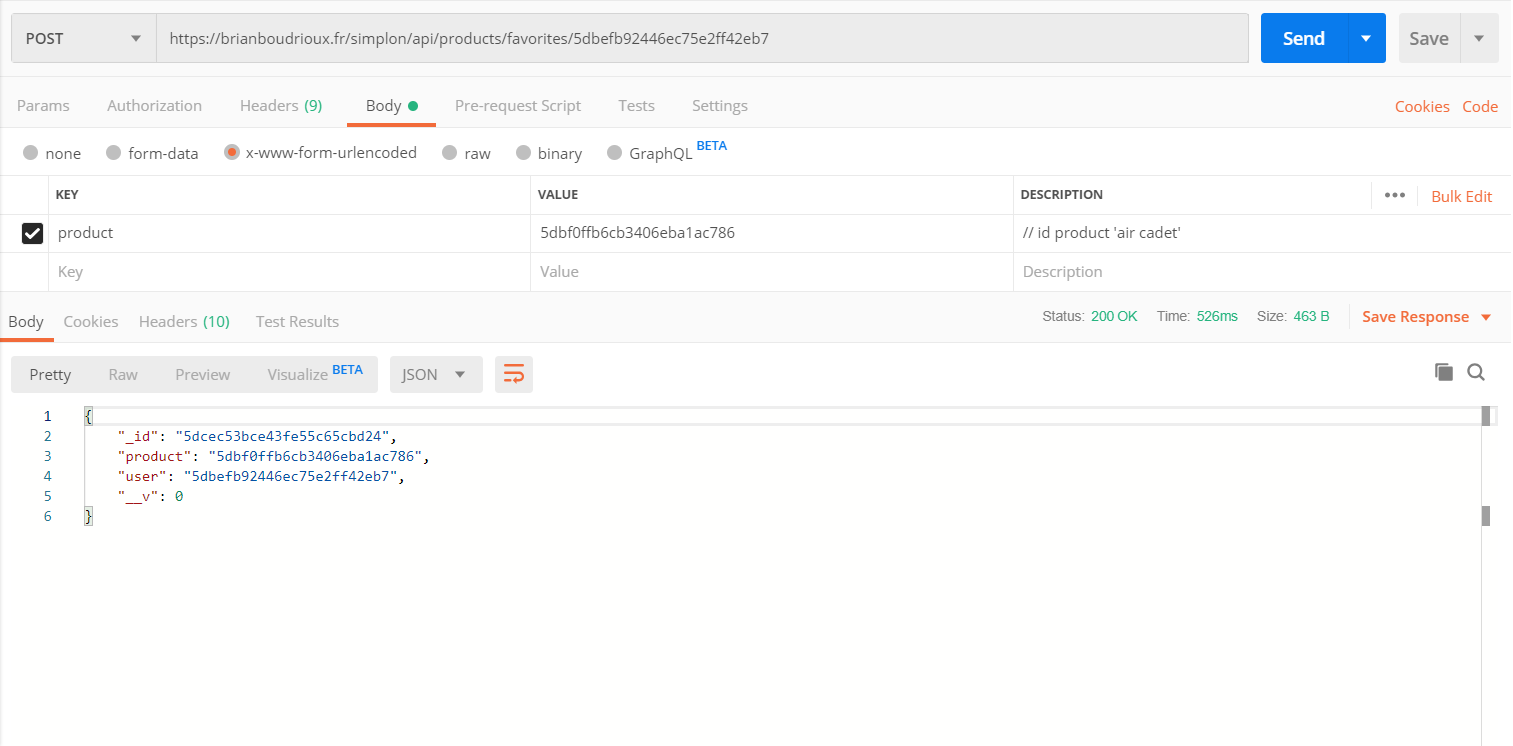 POST https://brianboudrioux.fr/simplon/api/products/favorites/5dbefb92446ec75e2ff42eb7 Send Save
Params Authorization Headers (9) Body Pre-request Script Tests Settings Cookies Code
none form-data x-www-form-urlencoded raw binary GraphQL BETA
KEY VALUE DESCRIPTION ••• Bulk Edit
product 5dbf0ffb6cb3406eba1ac786 // id product 'air cadet'
Key Value Description
Body Cookies Headers (10) Test Results Status: 200 OK Time: 526ms Size: 463 B Save Response
Pretty Raw Preview Visualize BETA JSON
1 {
2 "_id": "5dcec53bce43fe55c65cbd24",
3 "product": "5dbf0ffb6cb3406eba1ac786",
4 "user": "5dbefb92446ec75e2ff42eb7",
5 "__v": 0
6 }